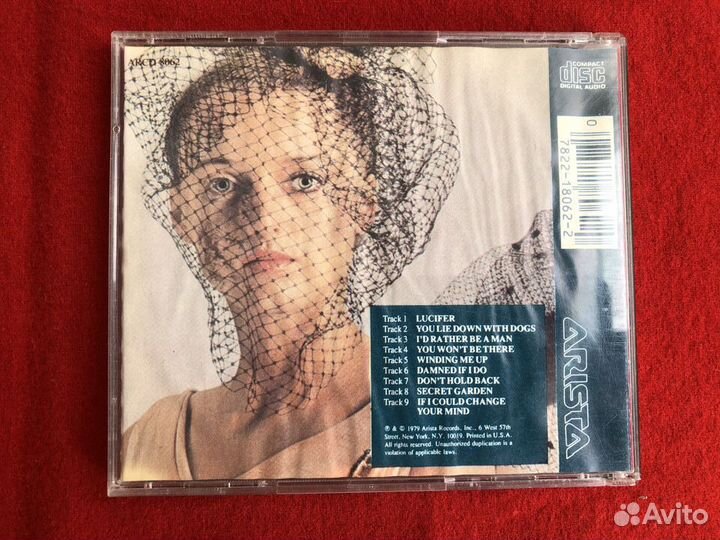 ARCD 8062
COMPACT
disc
DIGITAL AUDIO
0
7822-18062-2
ARISTA
Track 1 LUCIFER
Track 2 YOU LIE DOWN WITH DOGS
Track 3 I'D RATHER BE A MAN
Track 4 YOU WON'T BE THERE
Track 5 WINDING ME UP
Track 6 DAMNED IF I DO
Track 7 DON'T HOLD BACK
Track 8 SECRET GARDEN
Track 9 IF I COULD CHANGE
YOUR MIND
℗ & © 1979 Arista Records, Inc., 6 West 57th
Street, New York, N.Y. 10019. Printed in U.S.A.
All rights reserved. Unauthorized duplication is a
violation of applicable laws.
Avito